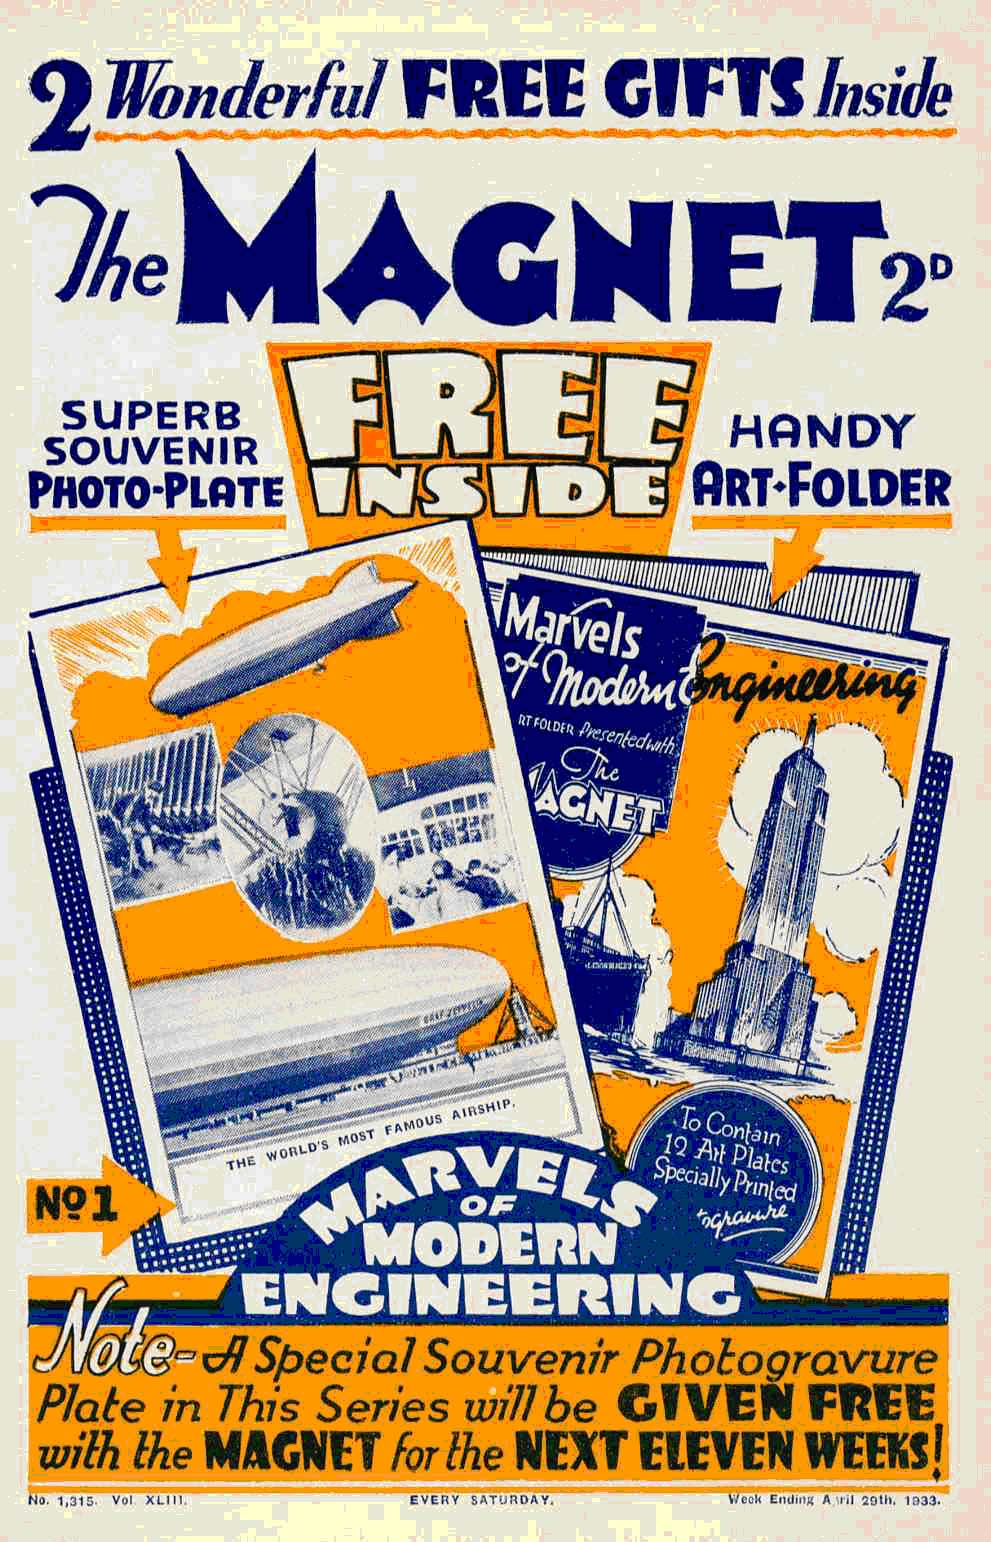 2 Wonderful FREE GIFTS Inside
The MAGNET 2D
FREE
INSIDE
SUPERB
SOUVENIR
PHOTO-PLATE
HANDY
ART-FOLDER
Marvels
of Modern Engineering
RT FOLDER Presented with
The
MAGNET
GRAF ZEPPELIN
THE WORLD'S MOST FAMOUS AIRSHIP.
To Contain
12 Art Plates
Specially Printed
No 1
MARVELS
OF
MODERN
ENGINEERING
Note- A Special Souvenir Photogravure
Plate in This Series will be GIVEN FREE
with the MAGNET for the NEXT ELEVEN WEEKS!
No. 1,315. Vol. XLIII.
EVERY SATURDAY.
Week Ending April 29th, 1933.